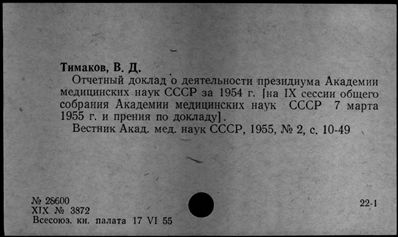 Тимаков, В. Д.
Отчетный доклад о деятельности президиума Академии
медицинских наук СССР за 1954 г. [на IX сессии общего
собрания Академии медицинских наук СССР 7 марта
1955 г. и прения по докладу].
Вестник Акад. мед. наук СССР, 1955, № 2, с. 10-49
№ 28600
XIX № 3872
Всесоюз. кн. палата 17 VI 55
22-1